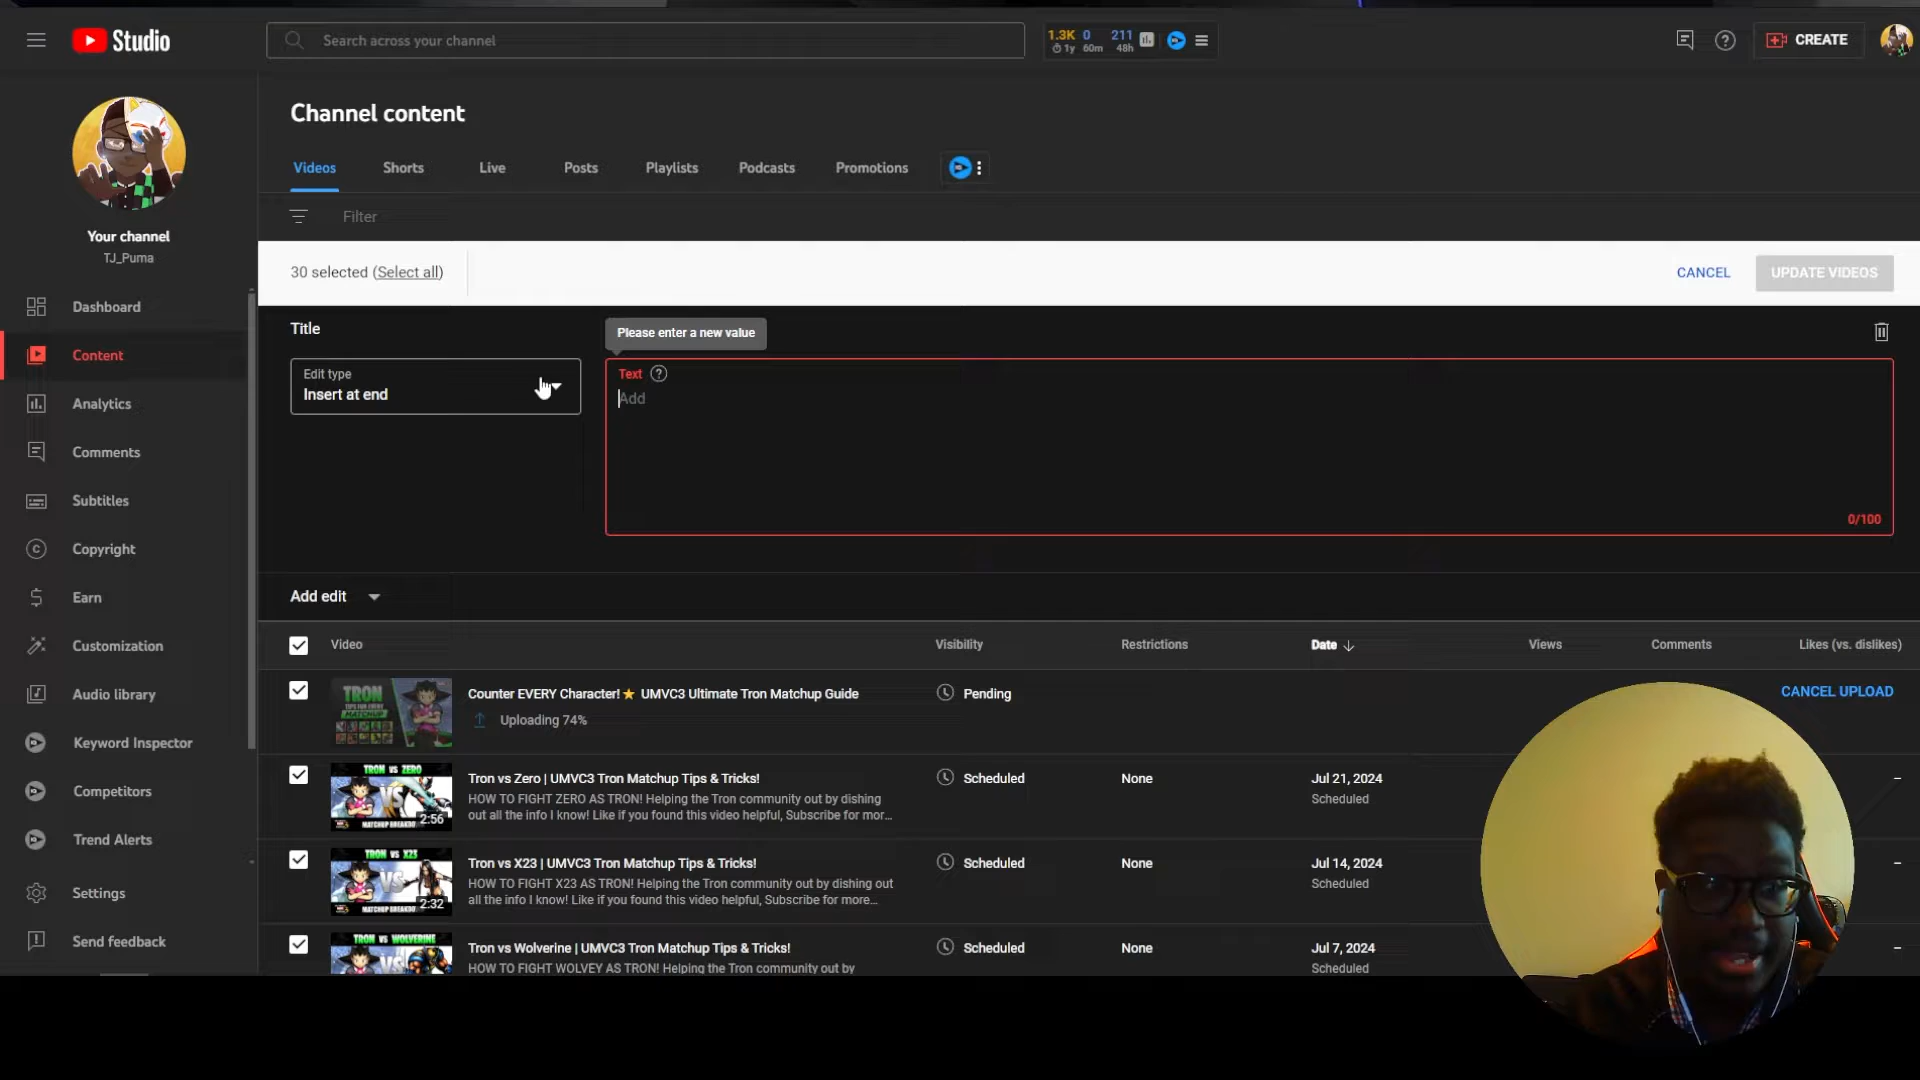 Studio
Search across your channel
1.3K 0 211
1y 60m 48h
CREATE
Your channel
TJ_Puma
Dashboard
Content
Analytics
Comments
Subtitles
Copyright
Earn
Customization
Audio library
Keyword Inspector
Competitors
Trend Alerts
Settings
Send feedback
Channel content
Videos Shorts Live Posts Playlists Podcasts Promotions
Filter
30 selected (Select all)
CANCEL UPDATE VIDEOS
Title
Please enter a new value
Edit type
Insert at end
Text
Add
0/100
Add edit
Video Visibility Restrictions Date Views Comments Likes (vs. dislikes)
TRON
TIPS FOR EVERY
MATCHUP
Counter EVERY Character!⭐ UMVC3 Ultimate Tron Matchup Guide
Uploading 74%
Pending
CANCEL UPLOAD
TRON VS ZERO
VS
MATCHUP BREAKDO
2:56
Tron vs Zero | UMVC3 Tron Matchup Tips & Tricks!
HOW TO FIGHT ZERO AS TRON! Helping the Tron community out by dishing
out all the info I know! Like if you found this video helpful, Subscribe for mor...
Scheduled
None
Jul 21, 2024
Scheduled
–
TRON VS X23
VS
MATCHUP BREAKDO
2:32
Tron vs X23 | UMVC3 Tron Matchup Tips & Tricks!
HOW TO FIGHT X23 AS TRON! Helping the Tron community out by dishing out
all the info I know! Like if you found this video helpful, Subscribe for more...
Scheduled
None
Jul 14, 2024
Scheduled
–
TRON VS WOLVERINE
Tron vs Wolverine | UMVC3 Tron Matchup Tips & Tricks!
HOW TO FIGHT WOLVEY AS TRON! Helping the Tron community out by
Scheduled
None
Jul 7, 2024
Scheduled
–